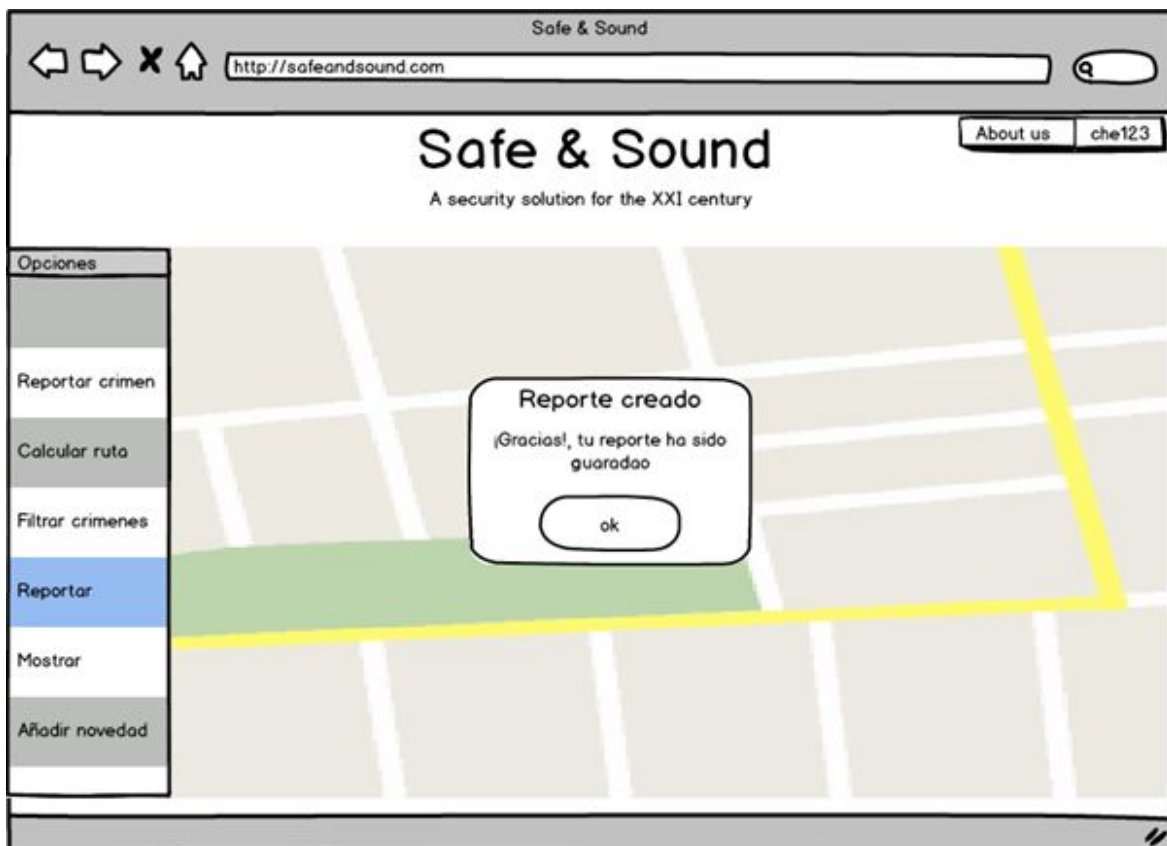 Safe & Sound
http://safeandsound.com
About us
che123
Safe & Sound
A security solution for the XXI century
Opciones
Reportar crimen
Calcular ruta
Filtrar crimenes
Reportar
Mostrar
Añadir novedad
Reporte creado
¡Gracias!, tu reporte ha sido
guaradao
ok